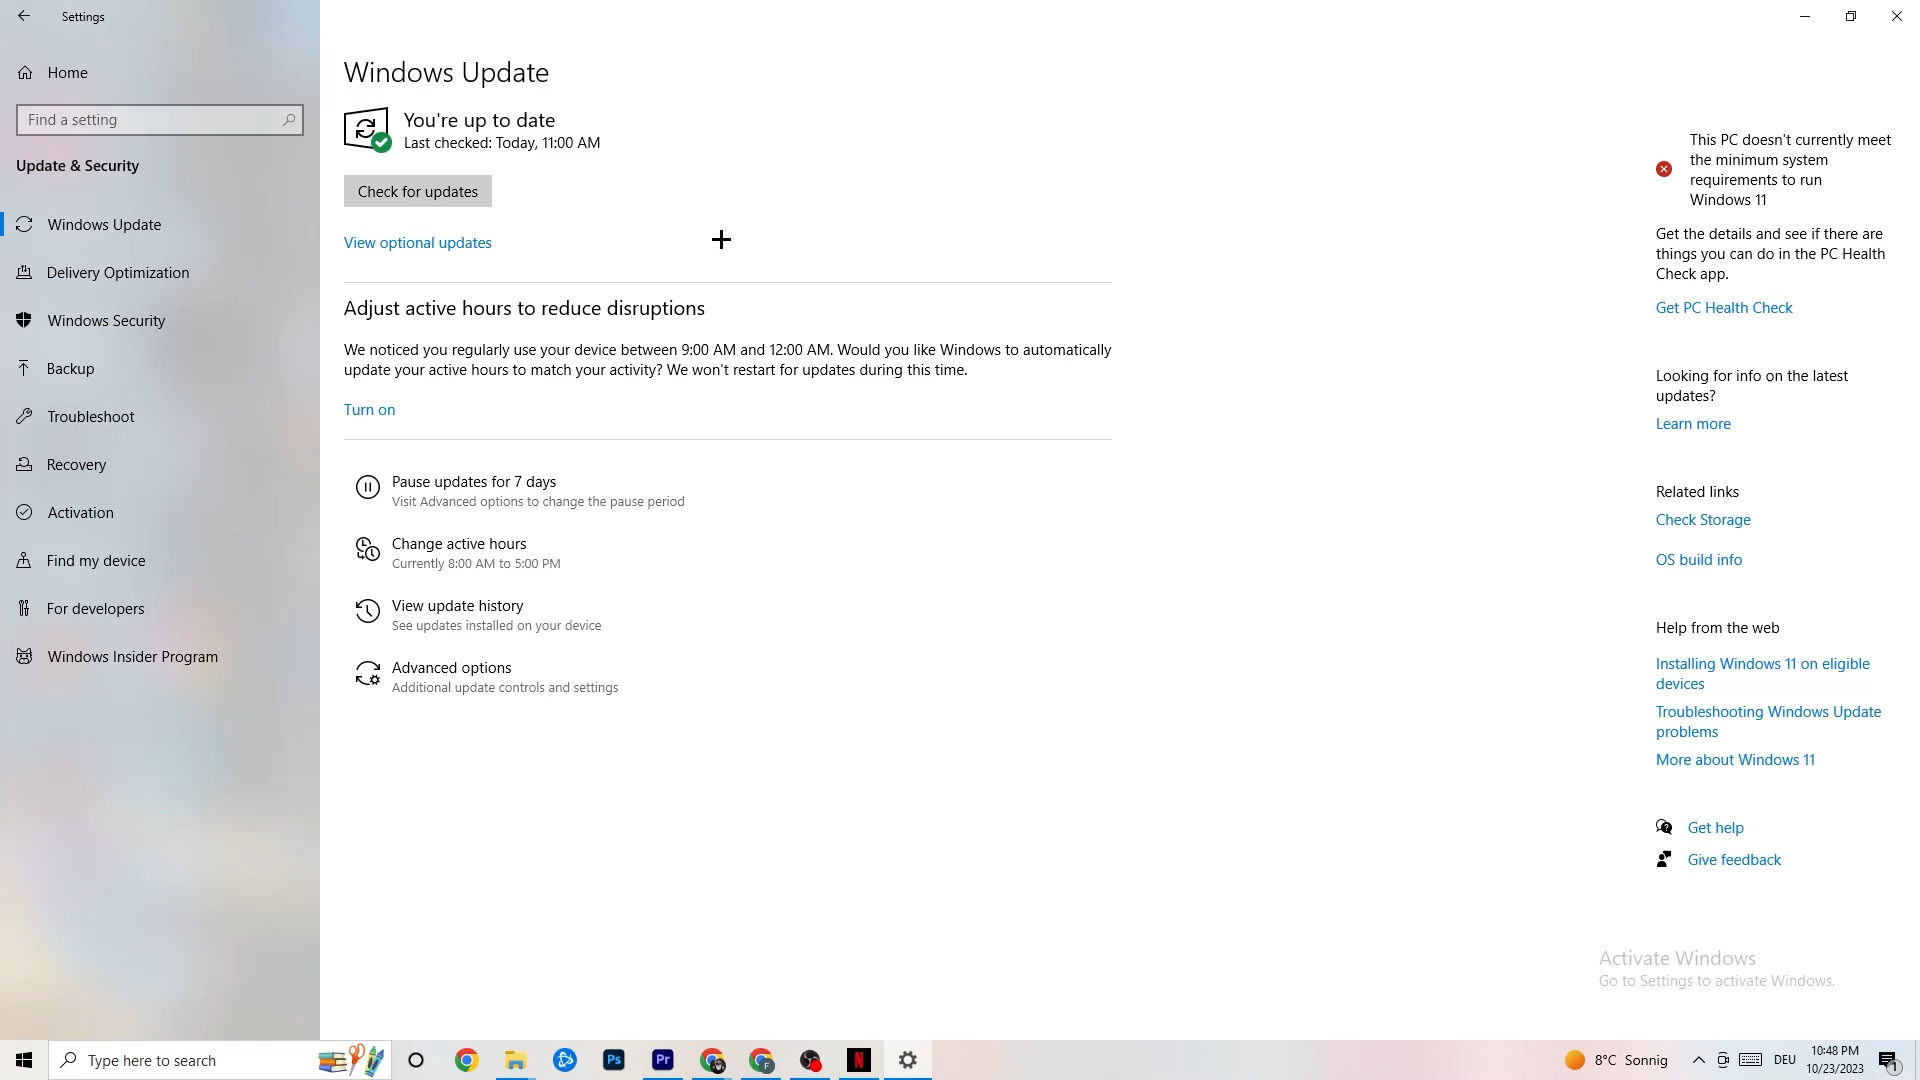 Settings
Home
Find a setting
Update & Security
Windows Update
Delivery Optimization
Windows Security
Backup
Troubleshoot
Recovery
Activation
Find my device
For developers
Windows Insider Program
Windows Update
You're up to date
Last checked: Today, 11:00 AM
Check for updates
View optional updates
Adjust active hours to reduce disruptions
We noticed you regularly use your device between 9:00 AM and 12:00 AM. Would you like Windows to automatically
update your active hours to match your activity? We won't restart for updates during this time.
Turn on
Pause updates for 7 days
Visit Advanced options to change the pause period
Change active hours
Currently 8:00 AM to 5:00 PM
View update history
See updates installed on your device
Advanced options
Additional update controls and settings
This PC doesn't currently meet
the minimum system
requirements to run
Windows 11
Get the details and see if there are
things you can do in the PC Health
Check app.
Get PC Health Check
Looking for info on the latest
updates?
Learn more
Related links
Check Storage
OS build info
Help from the web
Installing Windows 11 on eligible
devices
Troubleshooting Windows Update
problems
More about Windows 11
Get help
Give feedback
Activate Windows
Go to Settings to activate Windows.
Type here to search
Ps
Pr
F
N
8°C Sonnig
DEU
10:48 PM
10/23/2023
1